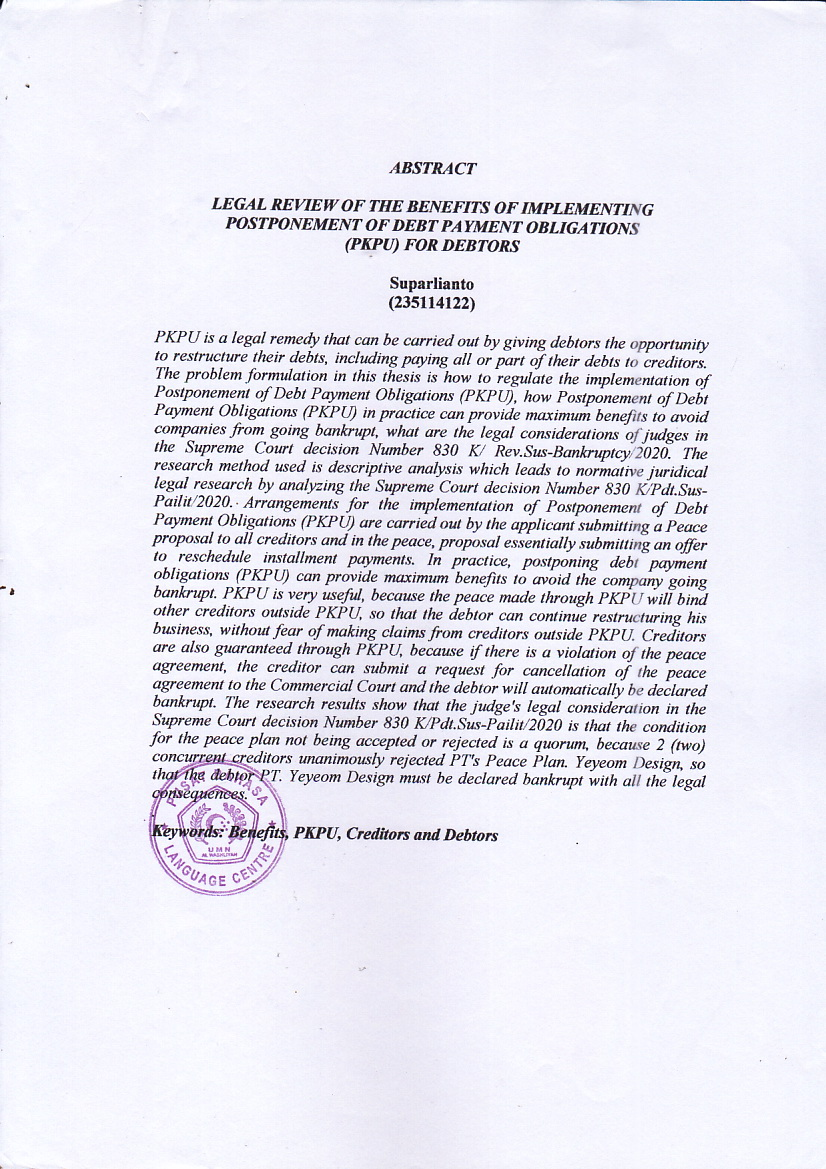 ABSTRACT
LEGAL REVIEW OF THE BENEFITS OF IMPLEMENTING
POSTPONEMENT OF DEBT PAYMENT OBLIGATIONS
(PKPU) FOR DEBTORS
Suparlianto
(235114122)
PKPU is a legal remedy that can be carried out by giving debtors the opportunity
to restructure their debts, including paying all or part of their debts to creditors.
The problem formulation in this thesis is how to regulate the implementation of
Postponement of Debt Payment Obligations (PKPU), how Postponement of Debt
Payment Obligations (PKPU) in practice can provide maximum benefits to avoid
companies from going bankrupt, what are the legal considerations of judges in
the Supreme Court decision Number 830 K/ Rev.Sus-Bankruptcy/2020. The
research method used is descriptive analysis which leads to normative juridical
legal research by analyzing the Supreme Court decision Number 830 K/Pdt.Sus-
Pailit/2020. Arrangements for the implementation of Postponement of Debt
Payment Obligations (PKPU) are carried out by the applicant submitting a Peace
proposal to all creditors and in the peace, proposal essentially submitting an offer
to reschedule installment payments. In practice, postponing debt payment
obligations (PKPU) can provide maximum benefits to avoid the company going
bankrupt. PKPU is very useful, because the peace made through PKPU will bind
other creditors outside PKPU, so that the debtor can continue restructuring his
business, without fear of making claims from creditors outside PKPU. Creditors
are also guaranteed through PKPU, because if there is a violation of the peace
agreement, the creditor can submit a request for cancellation of the peace
agreement to the Commercial Court and the debtor will automatically be declared
bankrupt. The research results show that the judge's legal consideration in the
Supreme Court decision Number 830 K/Pdt.Sus-Pailit/2020 is that the condition
for the peace plan not being accepted or rejected is a quorum, because 2 (two)
concurrent creditors unanimously rejected PT's Peace Plan. Yeyeom Design, so
that the debtor PT. Yeyeom Design must be declared bankrupt with all the legal
consequences.
Keywords: Benefits, PKPU, Creditors and Debtors
PUSAT BAHASA
UMN
AL WASHLIYAH
LANGUAGE CENTRE